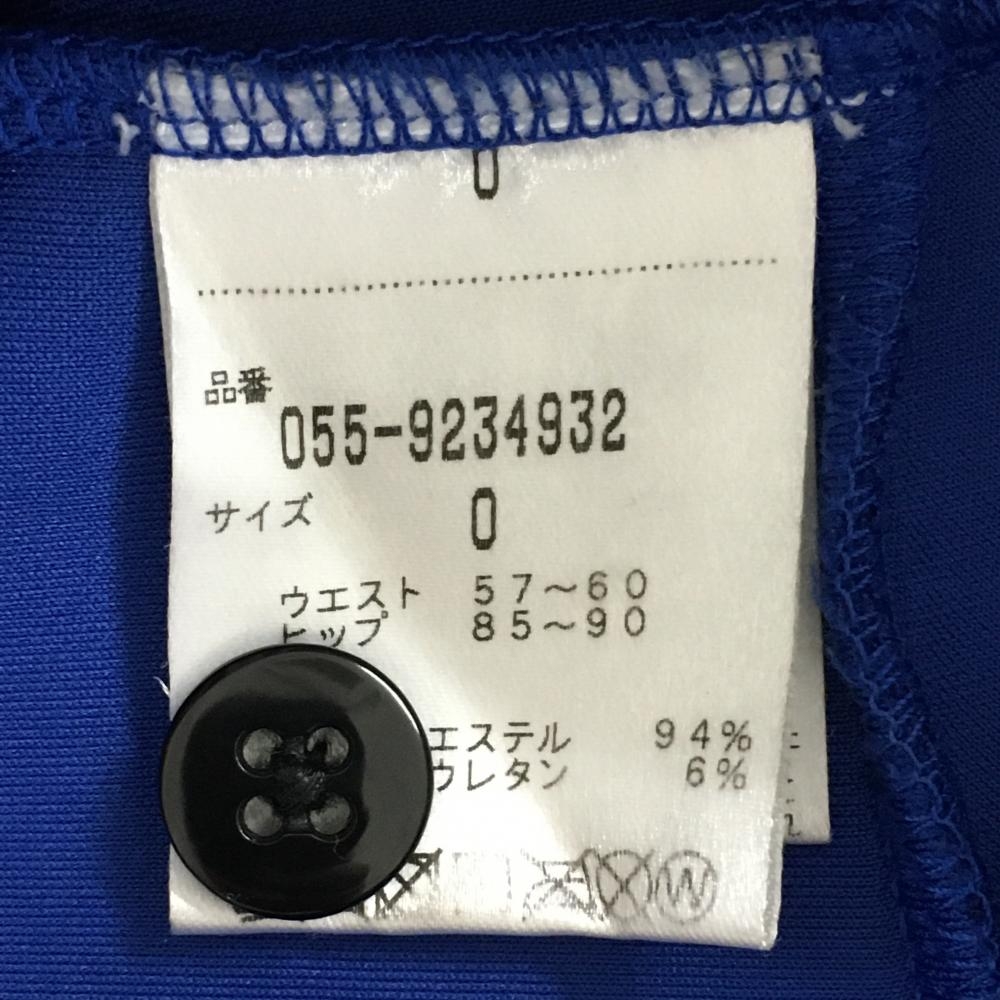 0
品番
055-9234932
サイズ 0
ウエスト 57～60
ヒップ 85～90
エステル 94%
ウレタン 6%
W